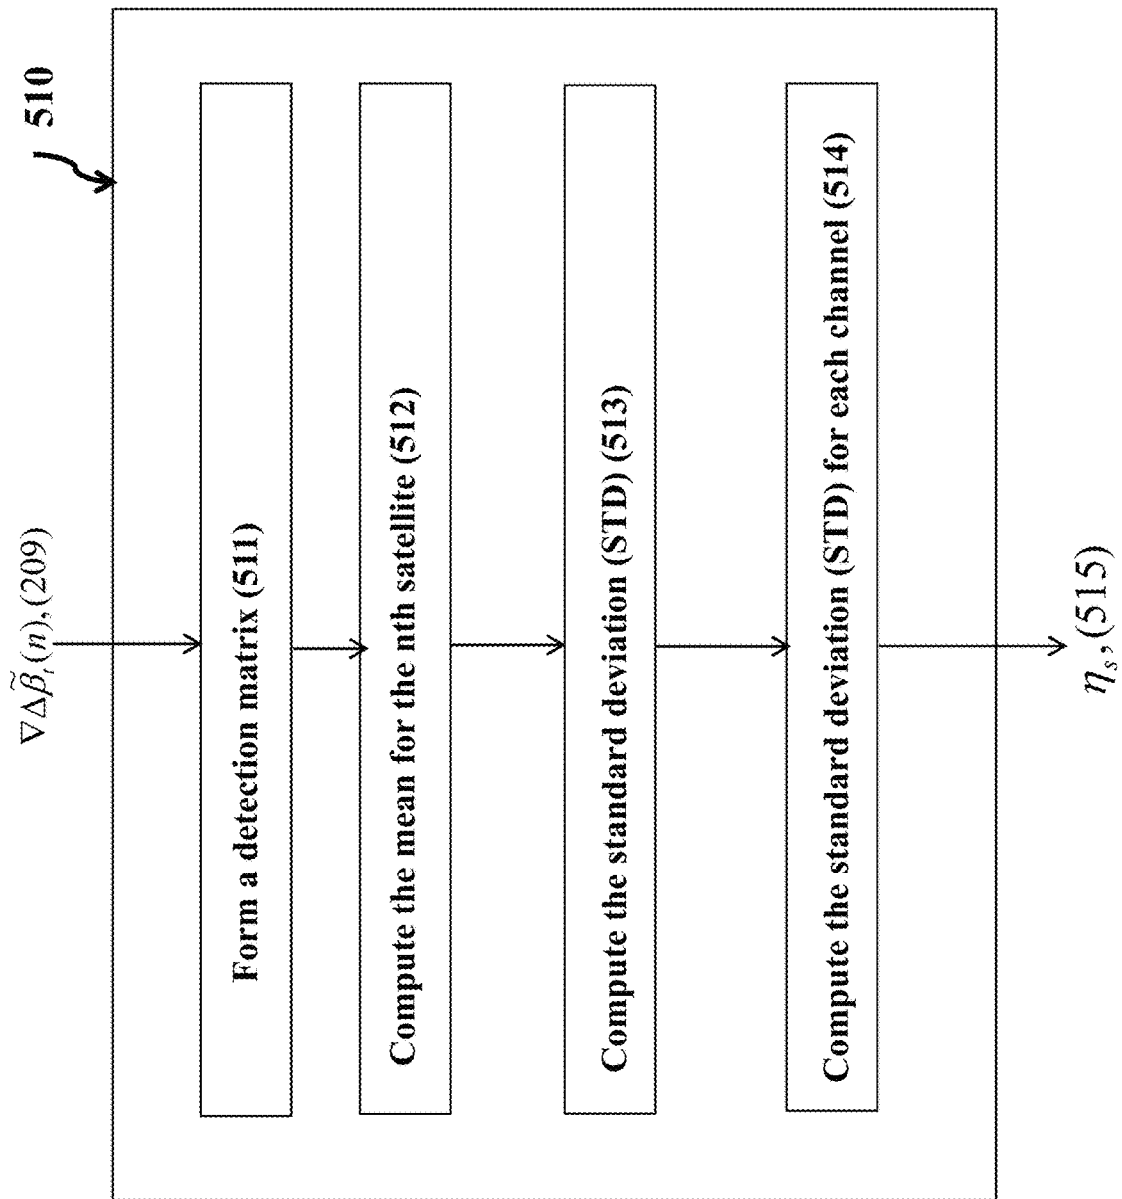 510
∇Δβ̃ₜ(n),(209)
Form a detection matrix (511)
Compute the mean for the nth satellite (512)
Compute the standard deviation (STD) (513)
Compute the standard deviation (STD) for each channel (514)
ηₛ,(515)